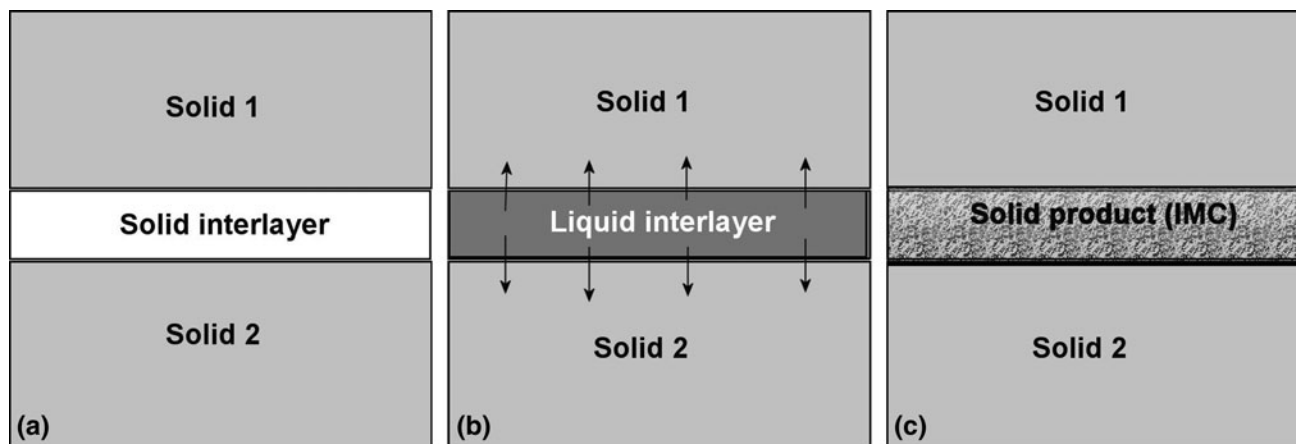 Solid 1
Solid interlayer
Solid 2
(a)
Solid 1
Liquid interlayer
Solid 2
(b)
Solid 1
Solid product (IMC)
Solid 2
(c)